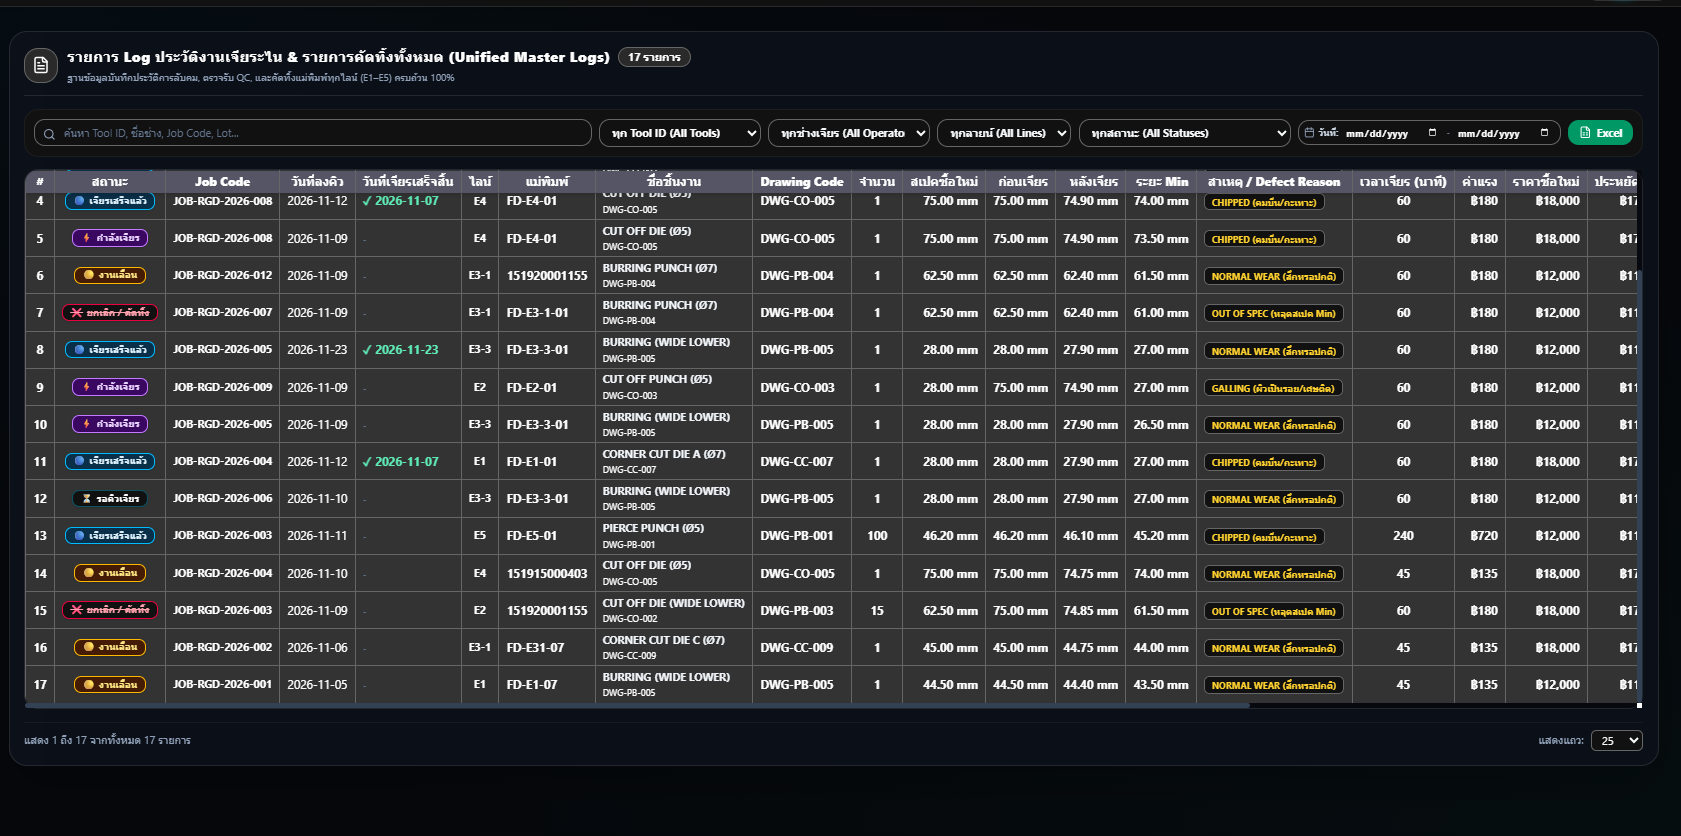 รายการ Log ประวัติงานเจียระไน & รายการคัดทิ้งทั้งหมด (Unified Master Logs) 17 รายการ
ฐานข้อมูลบันทึกประวัติการลับคม, ตรวจรับ QC, และคัดทิ้งแม่พิมพ์ทุกไลน์ (E1–E5) ครบถ้วน 100%
ค้นหา Tool ID, ชื่อช่าง, Job Code, Lot... ทุก Tool ID (All Tools) ทุกช่างเจียร (All Operato ทุกลายน์ (All Lines) ทุกสถานะ (All Statuses) วันที่: mm/dd/yyyy - mm/dd/yyyy Excel
# สถานะ Job Code วันที่ลงคิว วันที่เจียรเสร็จสิ้น ไลน์ แม่พิมพ์ ชื่อชิ้นงาน Drawing Code จำนวน สเปคซื้อใหม่ ก่อนเจียร หลังเจียร ระยะ Min สาเหตุ / Defect Reason เวลาเจียร (นาที) ค่าแรง ราคาซื้อใหม่ ประหยัด
4 เจียรเสร็จแล้ว JOB-RGD-2026-008 2026-11-12 ✓ 2026-11-07 E4 FD-E4-01 CUT OFF DIE (Ø5) DWG-CO-005 DWG-CO-005 1 75.00 mm 75.00 mm 74.90 mm 74.00 mm CHIPPED (คมบิ่น/กะเทาะ) 60 ฿180 ฿18,000 ฿17
5 กำลังเจียร JOB-RGD-2026-008 2026-11-09 - E4 FD-E4-01 CUT OFF DIE (Ø5) DWG-CO-005 DWG-CO-005 1 75.00 mm 75.00 mm 74.90 mm 73.50 mm CHIPPED (คมบิ่น/กะเทาะ) 60 ฿180 ฿18,000 ฿17
6 งานเลื่อน JOB-RGD-2026-012 2026-11-09 - E3-1 151920001155 BURRING PUNCH (Ø7) DWG-PB-004 DWG-PB-004 1 62.50 mm 62.50 mm 62.40 mm 61.50 mm NORMAL WEAR (สึกหรอปกติ) 60 ฿180 ฿12,000 ฿11
7 ยกเลิก / คัดทิ้ง JOB-RGD-2026-007 2026-11-09 - E3-1 FD-E3-1-01 BURRING PUNCH (Ø7) DWG-PB-004 DWG-PB-004 1 62.50 mm 62.50 mm 62.40 mm 61.00 mm OUT OF SPEC (หลุดสเปค Min) 60 ฿180 ฿12,000 ฿11
8 เจียรเสร็จแล้ว JOB-RGD-2026-005 2026-11-23 ✓ 2026-11-23 E3-3 FD-E3-3-01 BURRING (WIDE LOWER) DWG-PB-005 DWG-PB-005 1 28.00 mm 28.00 mm 27.90 mm 27.00 mm NORMAL WEAR (สึกหรอปกติ) 60 ฿180 ฿12,000 ฿11
9 กำลังเจียร JOB-RGD-2026-009 2026-11-09 - E2 FD-E2-01 CUT OFF PUNCH (Ø5) DWG-CO-003 DWG-CO-003 1 28.00 mm 75.00 mm 74.90 mm 27.00 mm GALLING (ผิวเป็นรอย/เศษติด) 60 ฿180 ฿12,000 ฿11
10 กำลังเจียร JOB-RGD-2026-005 2026-11-09 - E3-3 FD-E3-3-01 BURRING (WIDE LOWER) DWG-PB-005 DWG-PB-005 1 28.00 mm 28.00 mm 27.90 mm 26.50 mm NORMAL WEAR (สึกหรอปกติ) 60 ฿180 ฿12,000 ฿11
11 เจียรเสร็จแล้ว JOB-RGD-2026-004 2026-11-12 ✓ 2026-11-07 E1 FD-E1-01 CORNER CUT DIE A (Ø7) DWG-CC-007 DWG-CC-007 1 28.00 mm 28.00 mm 27.90 mm 27.00 mm CHIPPED (คมบิ่น/กะเทาะ) 60 ฿180 ฿18,000 ฿17
12 รอคิวเจียร JOB-RGD-2026-006 2026-11-10 - E3-3 FD-E3-3-01 BURRING (WIDE LOWER) DWG-PB-005 DWG-PB-005 1 28.00 mm 28.00 mm 27.90 mm 27.00 mm NORMAL WEAR (สึกหรอปกติ) 60 ฿180 ฿12,000 ฿11
13 เจียรเสร็จแล้ว JOB-RGD-2026-003 2026-11-11 - E5 FD-E5-01 PIERCE PUNCH (Ø5) DWG-PB-001 DWG-PB-001 100 46.20 mm 46.20 mm 46.10 mm 45.20 mm CHIPPED (คมบิ่น/กะเทาะ) 240 ฿720 ฿12,000 ฿11
14 งานเลื่อน JOB-RGD-2026-004 2026-11-10 - E4 151915000403 CUT OFF DIE (Ø5) DWG-CO-005 DWG-CO-005 1 75.00 mm 75.00 mm 74.75 mm 74.00 mm NORMAL WEAR (สึกหรอปกติ) 45 ฿135 ฿18,000 ฿17
15 ยกเลิก / คัดทิ้ง JOB-RGD-2026-003 2026-11-09 - E2 151920001155 CUT OFF DIE (WIDE LOWER) DWG-CO-002 DWG-PB-003 15 62.50 mm 75.00 mm 74.85 mm 61.50 mm OUT OF SPEC (หลุดสเปค Min) 60 ฿180 ฿18,000 ฿17
16 งานเลื่อน JOB-RGD-2026-002 2026-11-06 - E3-1 FD-E31-07 CORNER CUT DIE C (Ø7) DWG-CC-009 DWG-CC-009 1 45.00 mm 45.00 mm 44.75 mm 44.00 mm NORMAL WEAR (สึกหรอปกติ) 45 ฿135 ฿18,000 ฿17
17 งานเลื่อน JOB-RGD-2026-001 2026-11-05 - E1 FD-E1-07 BURRING (WIDE LOWER) DWG-PB-005 DWG-PB-005 1 44.50 mm 44.50 mm 44.40 mm 43.50 mm NORMAL WEAR (สึกหรอปกติ) 45 ฿135 ฿12,000 ฿11
แสดง 1 ถึง 17 จากทั้งหมด 17 รายการ แสดงแถว: 25